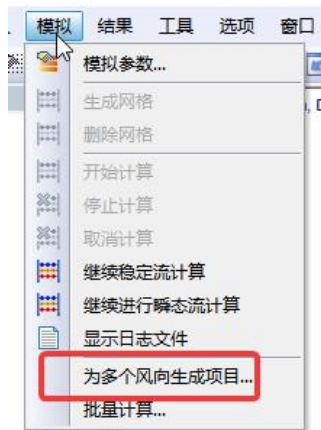 模拟 结果 工具 选项 窗口
模拟参数...
生成网格
删除网格
开始计算
停止计算
取消计算
继续稳定流计算
继续进行瞬态流计算
显示日志文件
为多个风向生成项目...
批量计算...